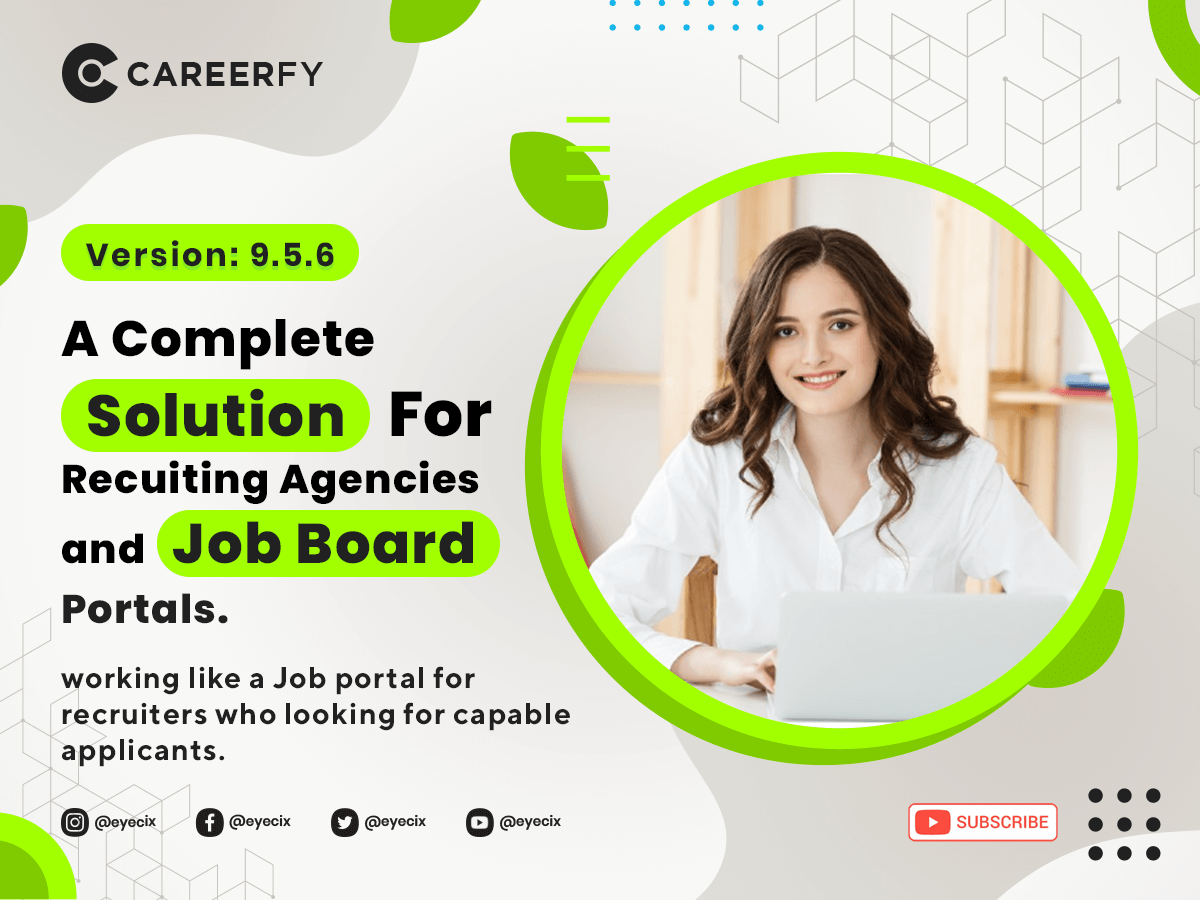 CAREERFY
Version: 9.5.6
A Complete
Solution For
Recuiting Agencies
and Job Board
Portals.
working like a Job portal for
recruiters who looking for capable
applicants.
@eyecix @eyecix @eyecix @eyecix
SUBSCRIBE